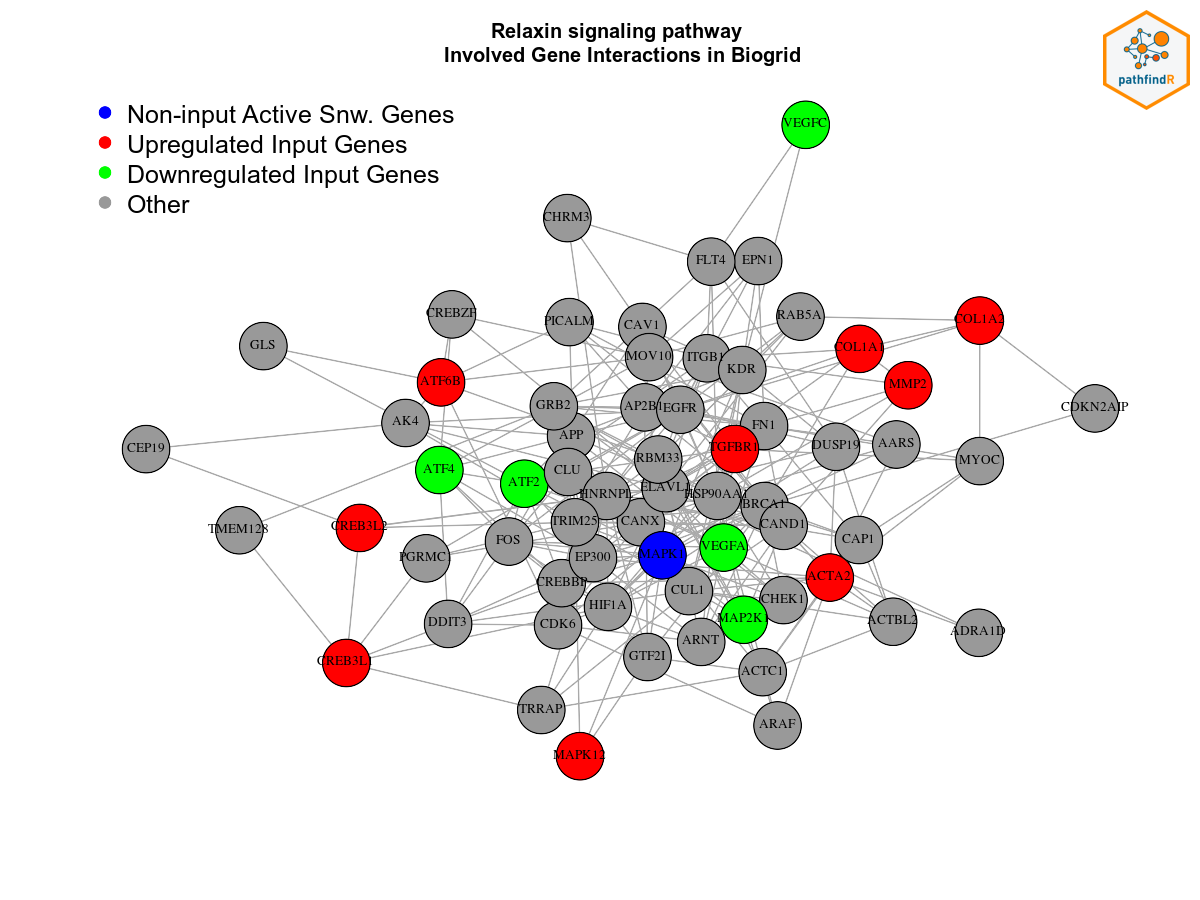 Relaxin signaling pathway
Involved Gene Interactions in Biogrid
pathfindR
Non-input Active Snw. Genes
Upregulated Input Genes
Downregulated Input Genes
Other
VEGFC
CHRM3
FLT4
EPN1
CREBZF
PICALM
CAV1
RAB5A
COL1A2
GLS
MOV10
ITGB1
COL1A1
KDR
ATF6B
MMP2
GRB2
AP2B1
EGFR
CDKN2AIP
AK4
APP
FN1
CEP19
TGFBR1
DUSP19
AARS
ATF4
CLU
RBM33
MYOC
ATF2
HNRNPL
ELAVL1
HSP90AA1
BRCA1
TMEM128
CREB3L2
TRIM25
CANX
CAND1
FOS
CAP1
PGRMC1
EP300
MAPK1
VEGFA
CREBBP
ACTA2
HIF1A
CUL1
CHEK1
DDIT3
CDK6
MAP2K1
ACTBL2
ADRA1D
ARNT
CREB3L1
GTF2I
ACTC1
TRRAP
ARAF
MAPK12